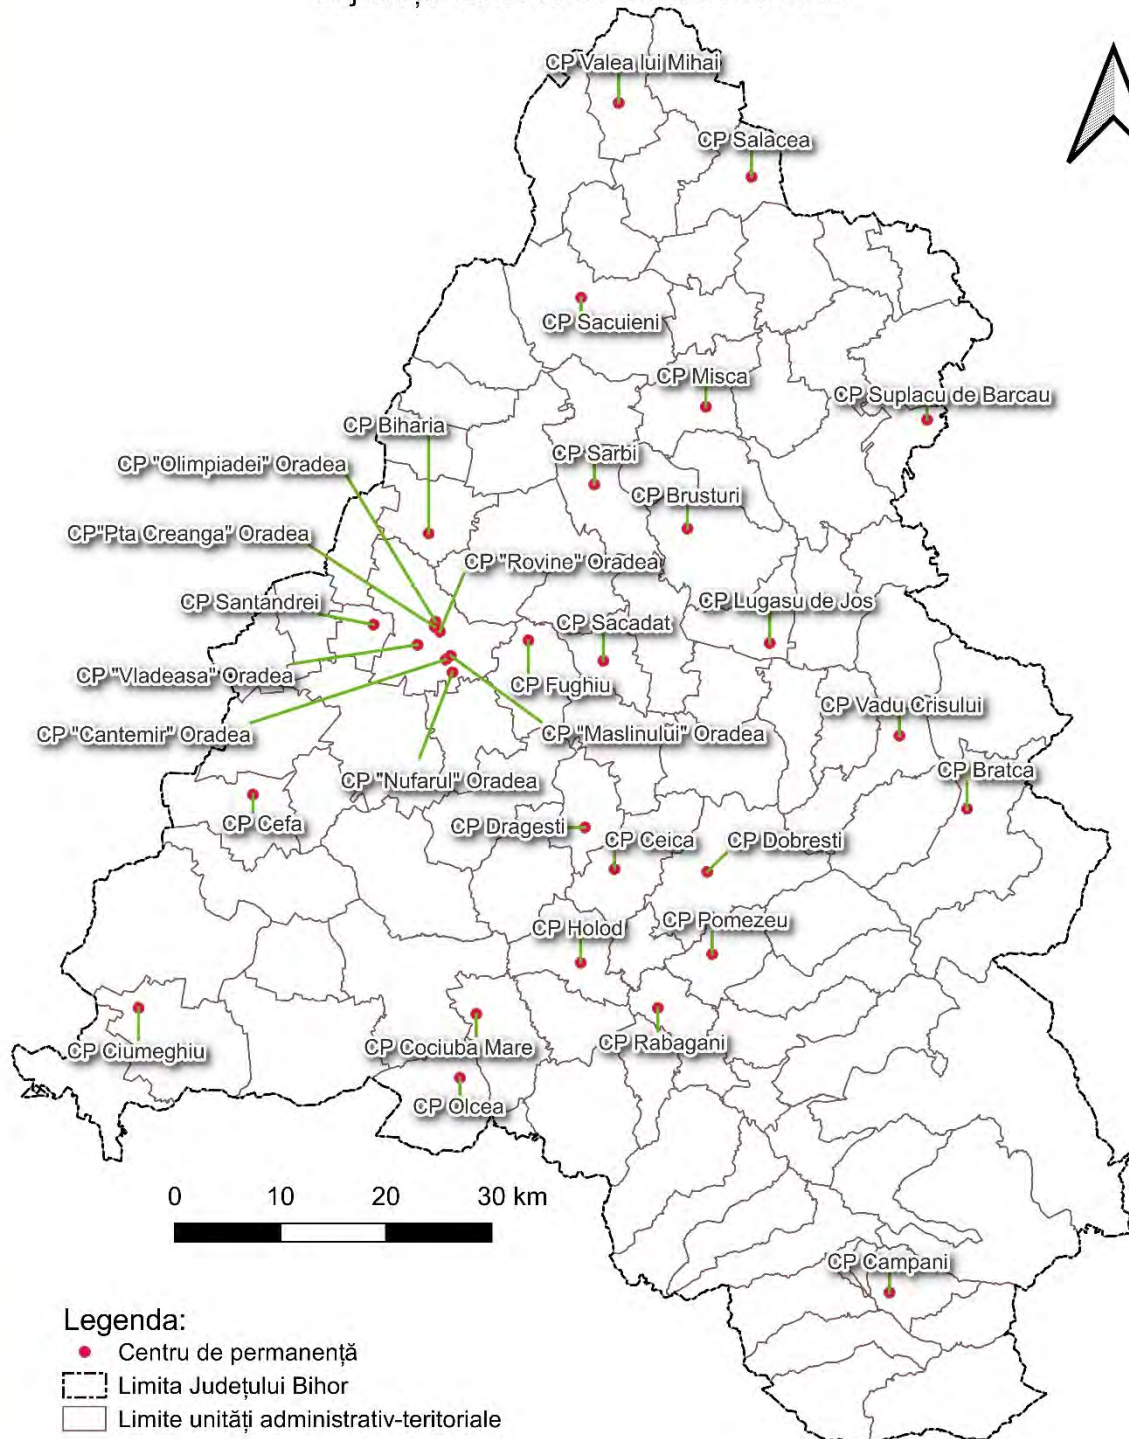 CP Valea lui Mihai
CP Salacea
CP Sacuieni
CP Misca
CP Suplacu de Barcau
CP Biharia
CP Sarbi
CP "Olimpiadei" Oradea
CP Brusturi
CP"Pta Creanga" Oradea
CP "Rovine" Oradea
CP Santandrei
CP Lugasu de Jos
CP Sacadat
CP "Vladeasa" Oradea
CP Fughiu
CP Vadu Crisului
CP "Cantemir" Oradea
CP "Maslinului" Oradea
CP "Nufarul" Oradea
CP Bratca
CP Cefa
CP Dragesti
CP Ceica
CP Dobresti
CP Holod
CP Pomezeu
CP Ciumeghiu
CP Cociuba Mare
CP Rabagani
CP Olcea
0 10 20 30 km
CP Campani
Legenda:
Centru de permanență
Limita Județului Bihor
Limite unități administrativ-teritoriale